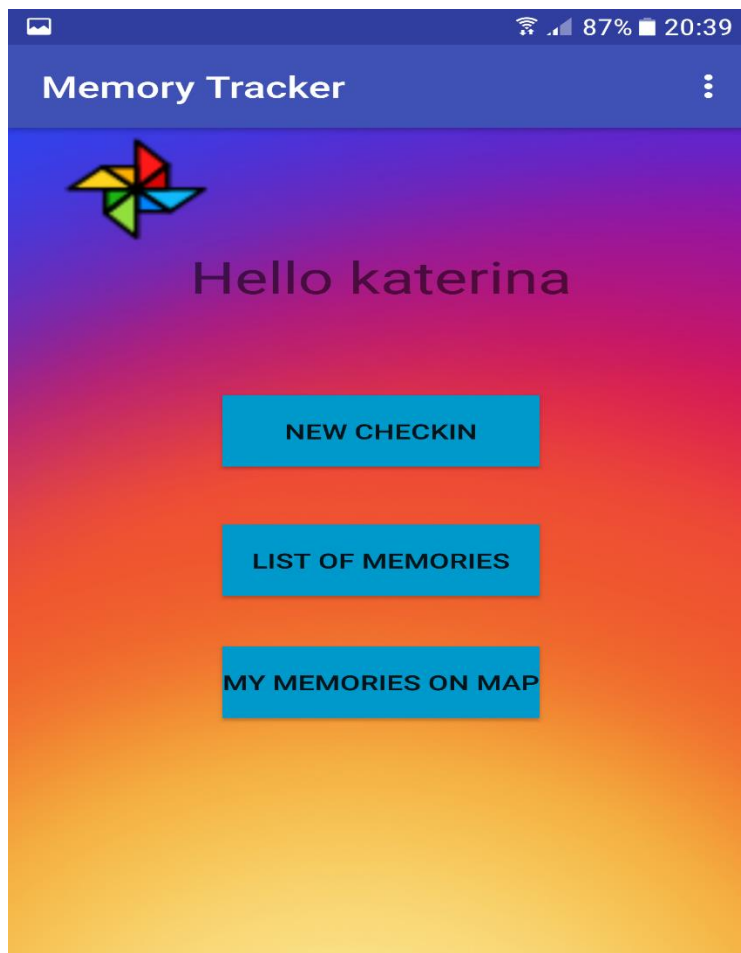 87% 20:39
Memory Tracker
Hello katerina
NEW CHECKIN
LIST OF MEMORIES
MY MEMORIES ON MAP